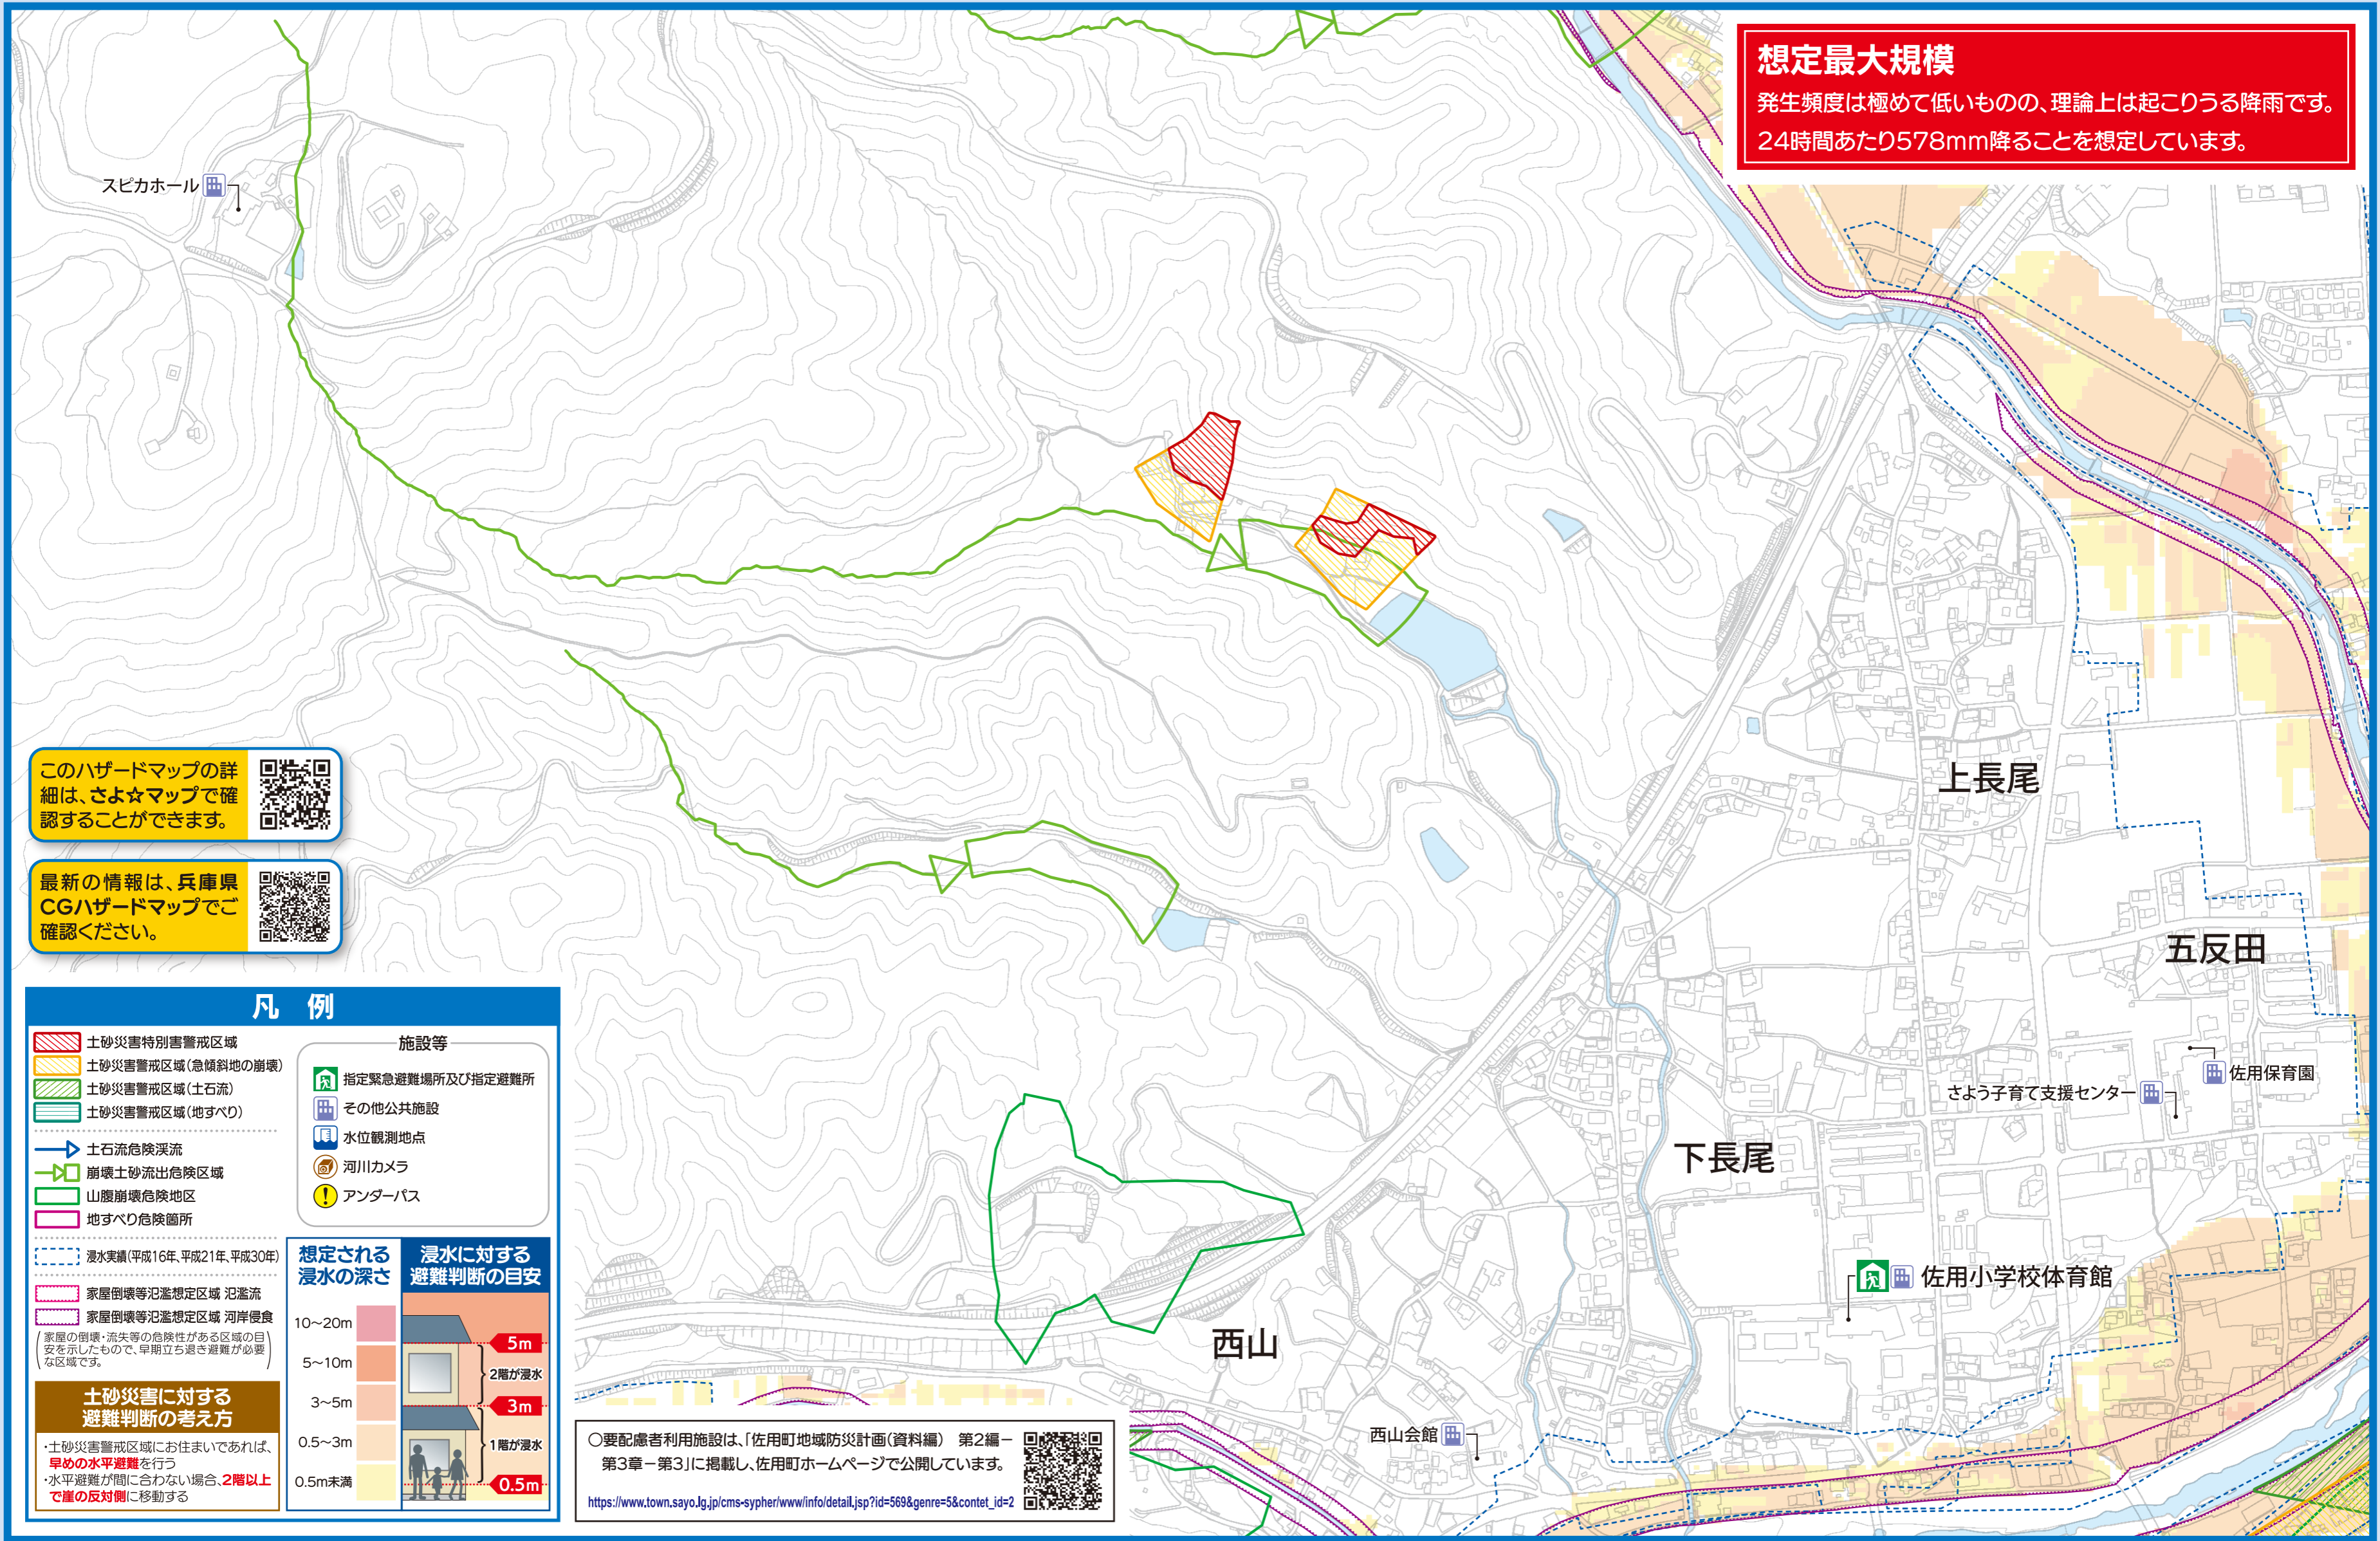 想定最大規模
発生頻度は極めて低いものの、理論上は起こりうる降雨です。
24時間あたり578mm降ることを想定しています。
スピカホール
上長尾
五反田
佐用保育園
さよう子育て支援センター
下長尾
佐用小学校体育館
西山
西山会館
このハザードマップの詳
細は、さよ☆マップで確
認することができます。
最新の情報は、兵庫県
CGハザードマップでご
確認ください。
凡 例
土砂災害特別害警戒区域
土砂災害警戒区域(急傾斜地の崩壊)
土砂災害警戒区域(土石流)
土砂災害警戒区域(地すべり)
土石流危険渓流
崩壊土砂流出危険区域
山腹崩壊危険地区
地すべり危険箇所
浸水実績(平成16年、平成21年、平成30年)
家屋倒壊等氾濫想定区域 氾濫流
家屋倒壊等氾濫想定区域 河岸侵食
(家屋の倒壊・流失等の危険性がある区域の目
安を示したもので、早期立ち退き避難が必要
な区域です。)
施設等
指定緊急避難場所及び指定避難所
その他公共施設
水位観測地点
河川カメラ
! アンダーパス
土砂災害に対する
避難判断の考え方
・土砂災害警戒区域にお住まいであれば、
早めの水平避難を行う
・水平避難が間に合わない場合、2階以上
で崖の反対側に移動する
想定される
浸水の深さ
10〜20m
5〜10m
3〜5m
0.5〜3m
0.5m未満
浸水に対する
避難判断の目安
5m
2階が浸水
3m
1階が浸水
0.5m
〇要配慮者利用施設は、「佐用町地域防災計画(資料編) 第2編−
第3章−第3」に掲載し、佐用町ホームページで公開しています。
https://www.town.sayo.lg.jp/cms-sypher/www/info/detail.jsp?id=569&genre=5&contet_id=2